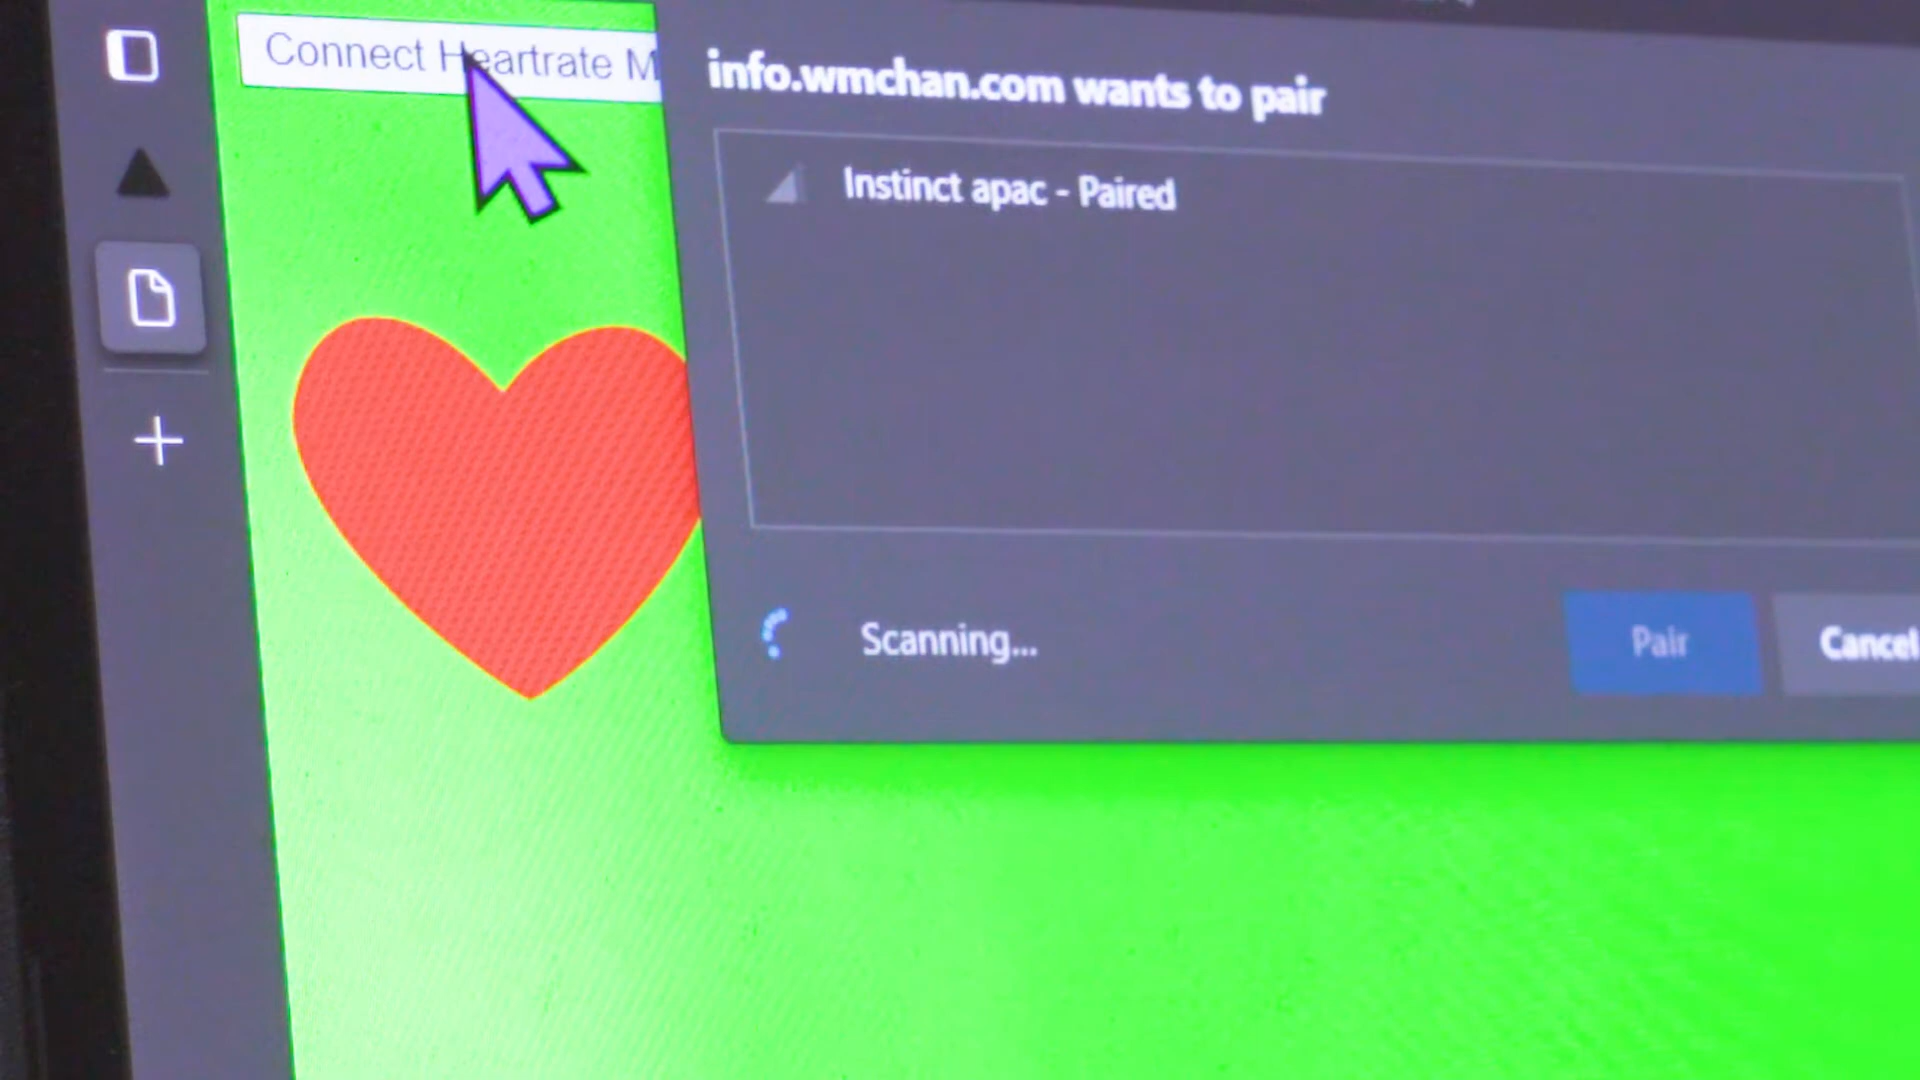 Connect Heartrate M
info.wmchan.com wants to pair
Instinct apac - Paired
Scanning...
Pair
Cancel